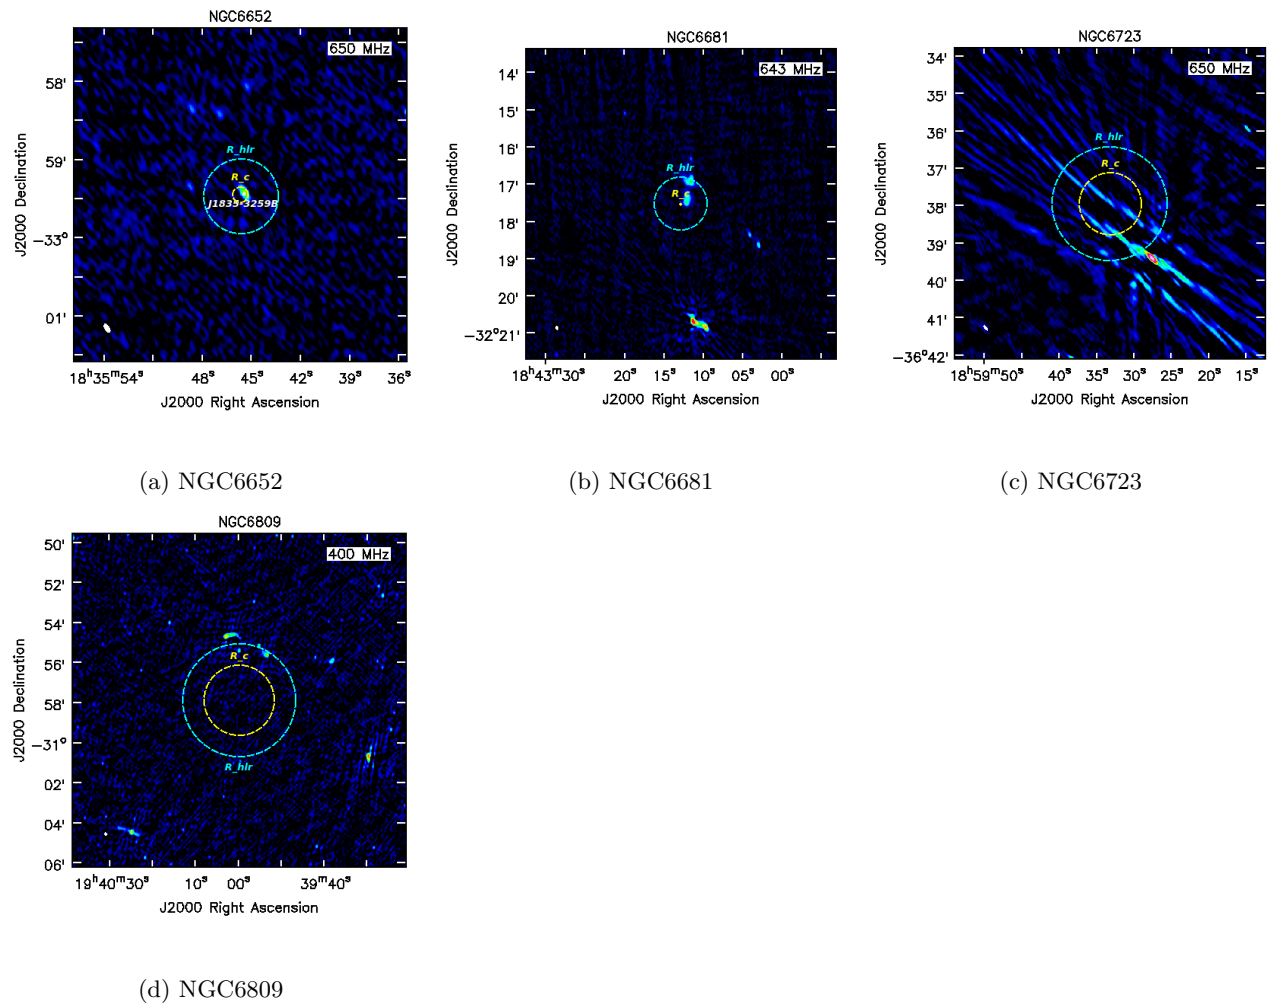 NGC6652
650 MHz
58'
59'
−33°
01'
R_hlr
R_c
J1835-3259B
18ʰ35ᵐ54ˢ 48ˢ 45ˢ 42ˢ 39ˢ 36ˢ
J2000 Right Ascension
J2000 Declination
(a) NGC6652
NGC6681
643 MHz
14'
15'
16'
17'
18'
19'
20'
−32°21'
R_hlr
R_c
18ʰ43ᵐ30ˢ 20ˢ 15ˢ 10ˢ 05ˢ 00ˢ
J2000 Right Ascension
J2000 Declination
(b) NGC6681
NGC6723
650 MHz
34'
35'
36'
37'
38'
39'
40'
41'
−36°42'
R_hlr
R_c
18ʰ59ᵐ50ˢ 40ˢ 35ˢ 30ˢ 25ˢ 20ˢ 15ˢ
J2000 Right Ascension
J2000 Declination
(c) NGC6723
NGC6809
400 MHz
50'
52'
54'
56'
58'
−31°
02'
04'
06'
R_c
R_hlr
19ʰ40ᵐ30ˢ 10ˢ 00ˢ 39ᵐ40ˢ
J2000 Right Ascension
J2000 Declination
(d) NGC6809